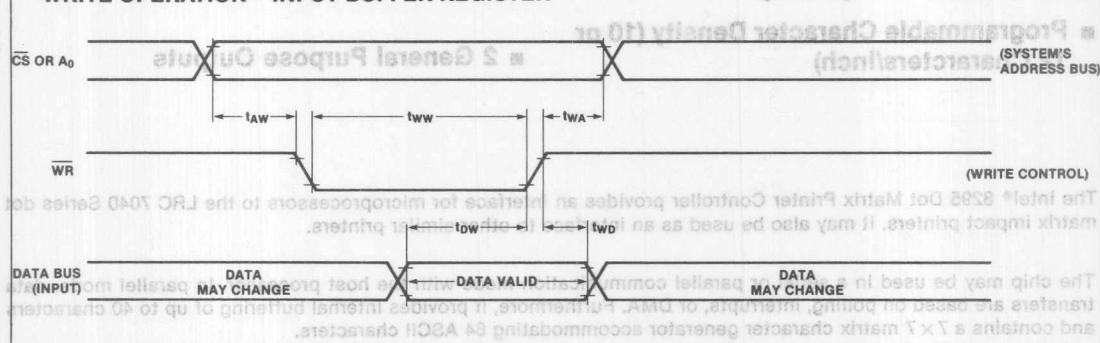 WRITE OPERATION – INPUT BUFFER REGISTER
■ Programmable Character Density (10 or
characters/inch)
■ 2 General Purpose Outputs
CS OR A0
(SYSTEM'S
ADDRESS BUS)
tAW
tWW
tWA
WR
(WRITE CONTROL)
The Intel® 8295 Dot Matrix Printer Controller provides an interface for microprocessors to the LRC 7040 Series dot
matrix impact printers. It may also be used as an interface to other similar printers.
tDW
tWD
DATA BUS
(INPUT)
DATA
MAY CHANGE
DATA VALID
DATA
MAY CHANGE
The chip may be used in a serial or parallel communication mode with the host processor. In parallel mode, data
transfers are based on polling, interrupts, or DMA. Furthermore, it provides internal buffering of up to 40 characters
and contains a 7×7 matrix character generator accommodating 64 ASCII characters.